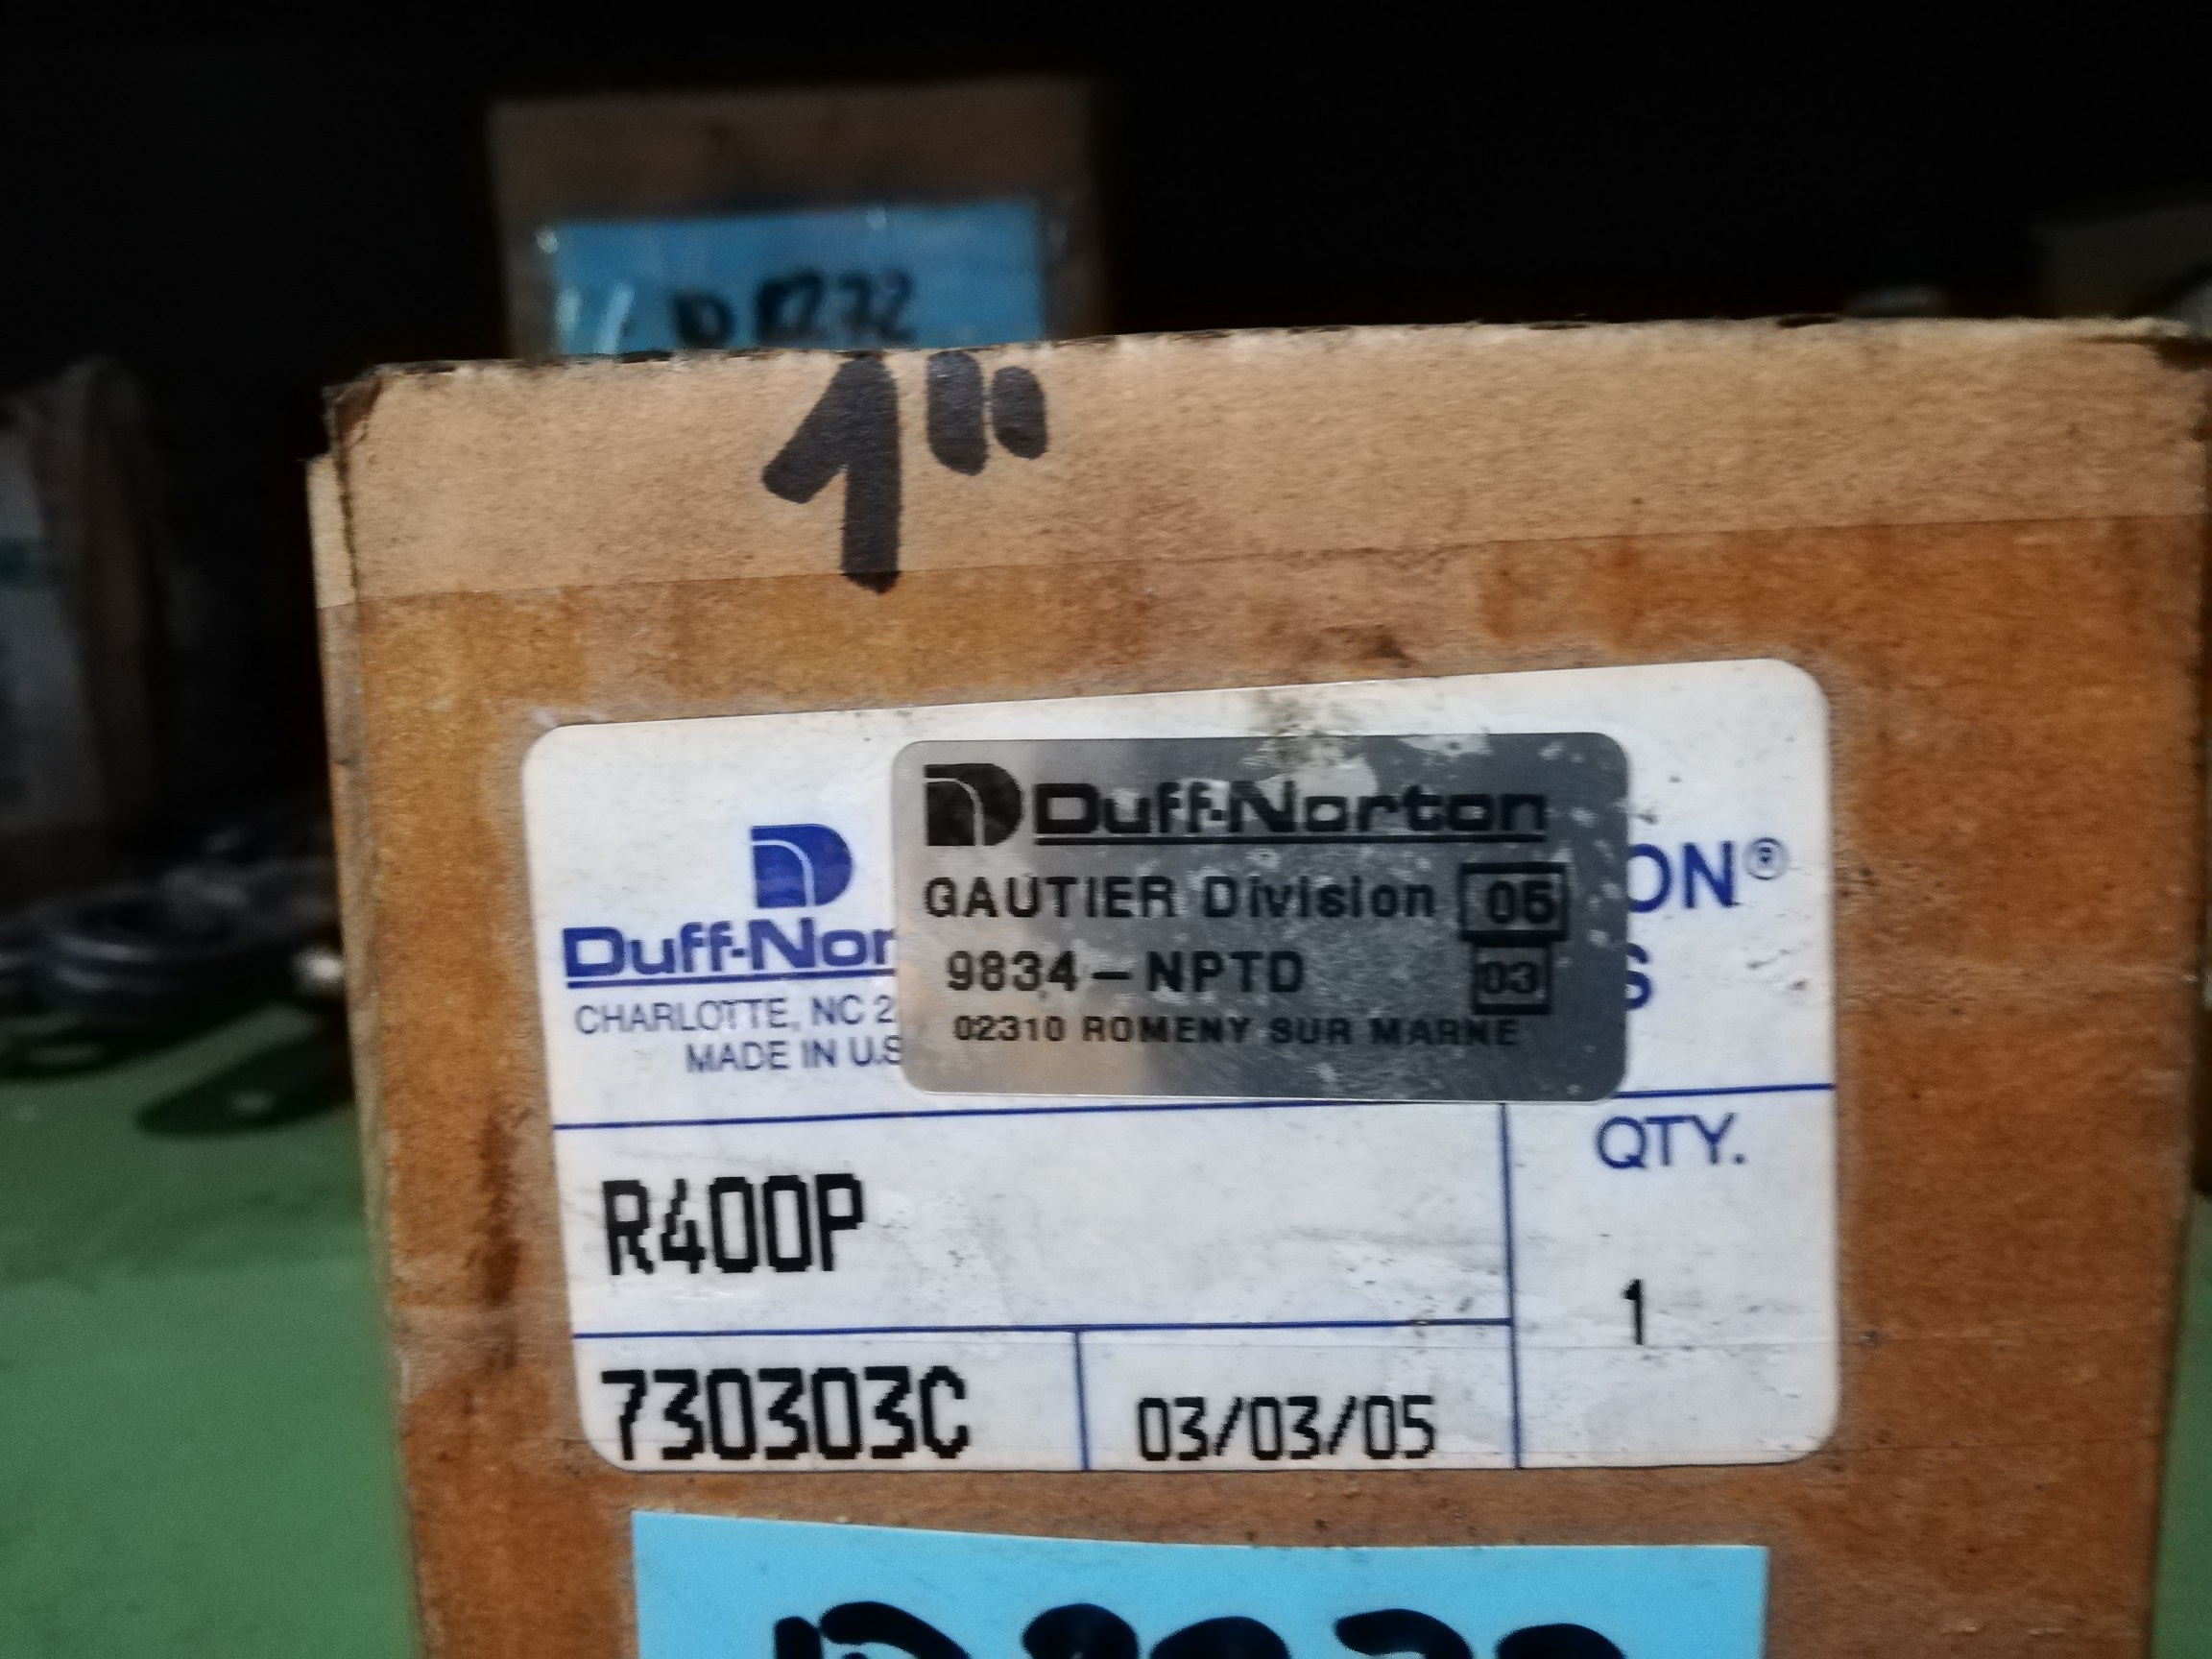 1"
Duff-Norton
GAUTIER Division 05
9834-NPTD 03
02310 ROMENY SUR MARNE
Duff-Nor
ON®
S
CHARLOTTE, NC 2
MADE IN U.S
QTY.
R400P
1
730303C
03/03/05